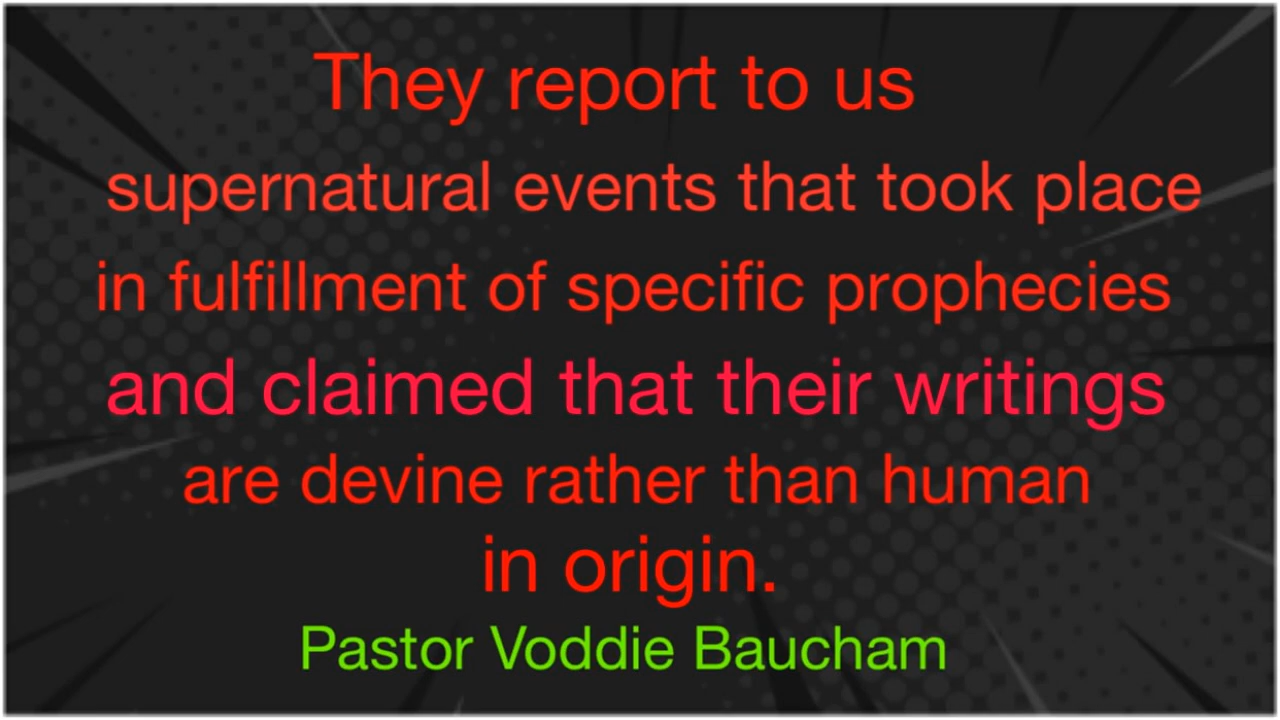 They report to us
supernatural events that took place
in fulfillment of specific prophecies
and claimed that their writings
are devine rather than human
in origin.
Pastor Voddie Baucham